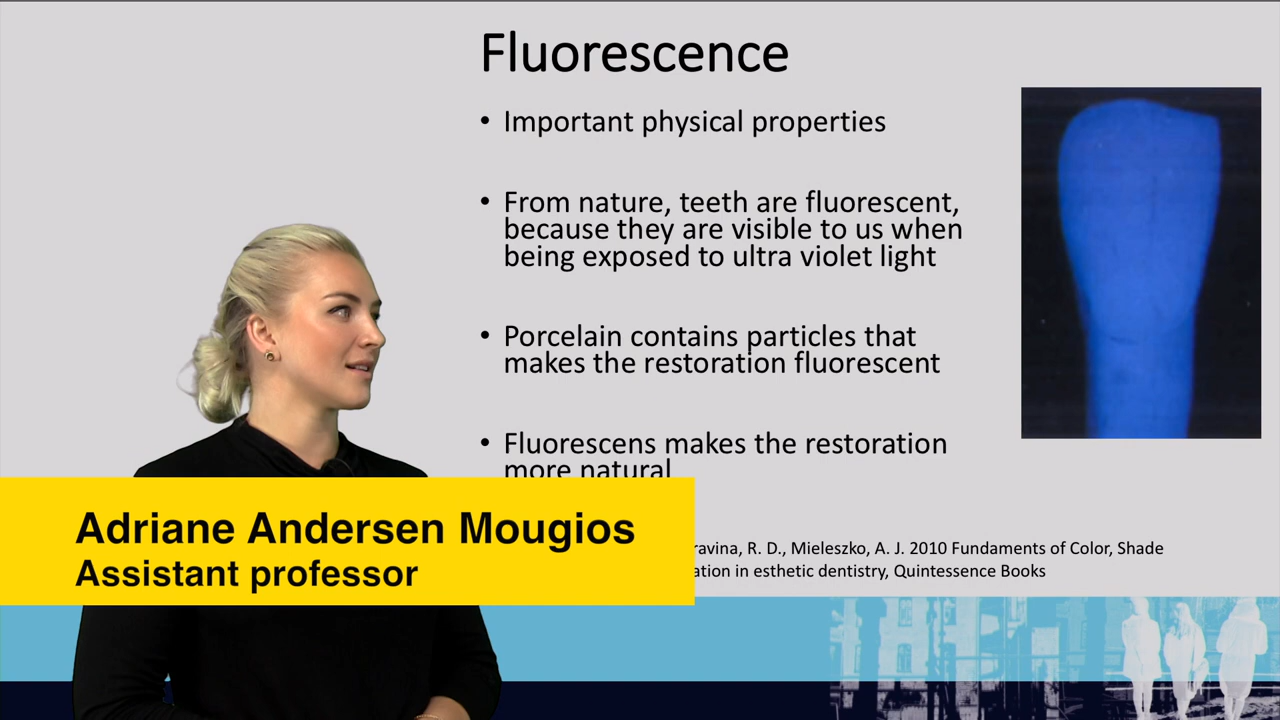 Fluorescence
• Important physical properties
• From nature, teeth are fluorescent,
because they are visible to us when
being exposed to ultra violet light
• Porcelain contains particles that
makes the restoration fluorescent
• Fluorescens makes the restoration
more natural
R. D., Mieleszko, A. J. 2010 Fundaments of Color, Shade
in esthetic dentistry, Quintessence Books
Adriane Andersen Mougios
Assistant professor